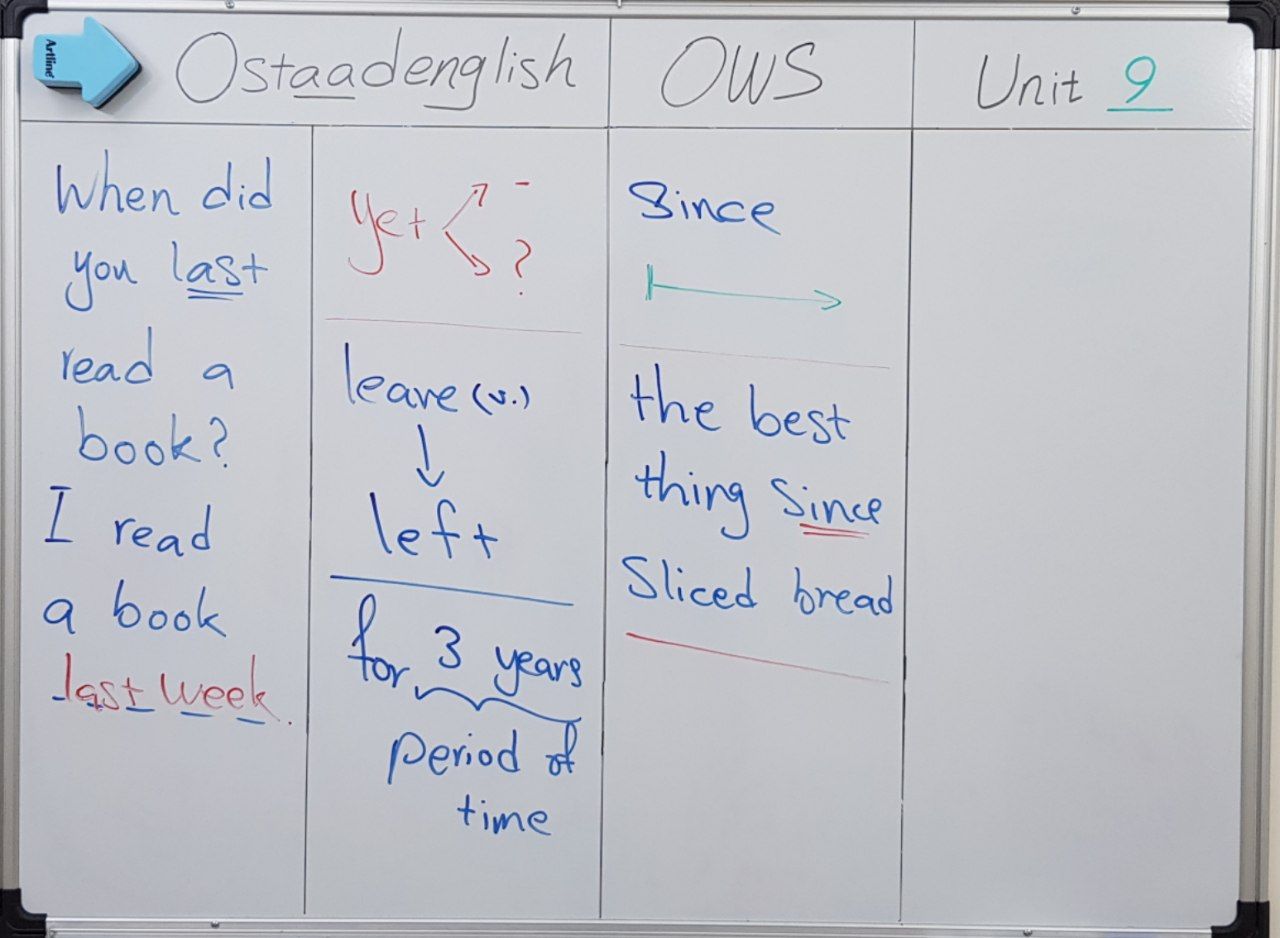 Artline
Ostaadenglish
OWS
Unit 9
When did
you last
read a
book?
I read
a book
last week.
yet
-
?
leave (v.)
left
for 3 years
period of
time
Since
the best
thing since
Sliced bread